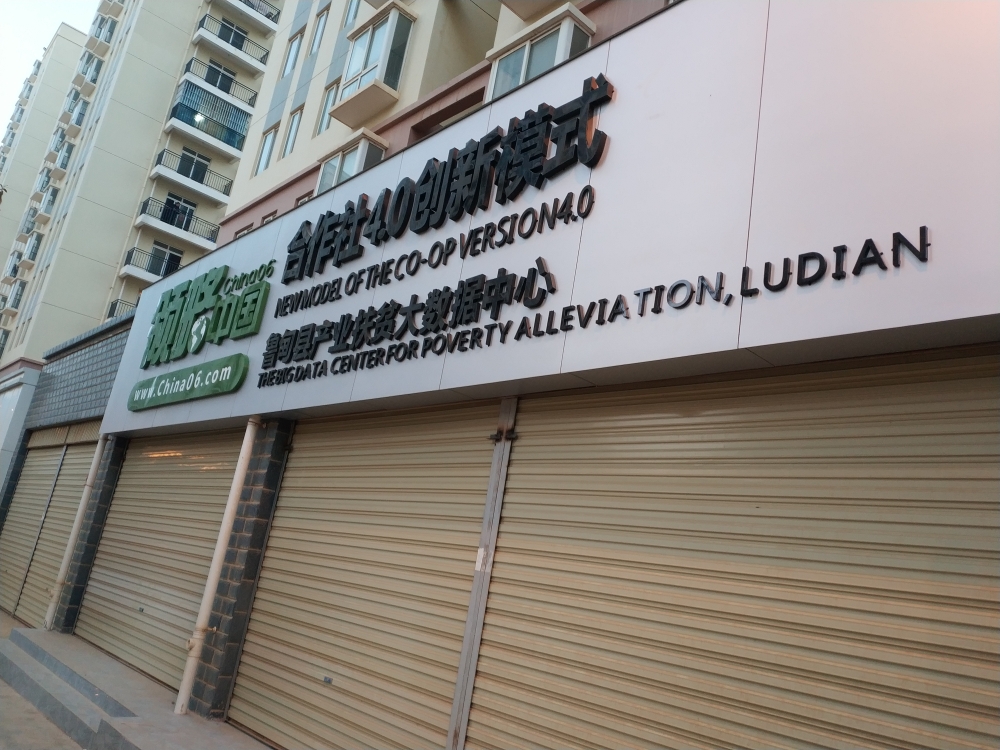 China06
中国
www.China06.com
合作社4.0创新模式
NEW MODEL OF THE CO-OP VERSION 4.0
鲁甸县产业扶贫大数据中心
THE BIG DATA CENTER FOR POVERTY ALLEVIATION, LUDIAN